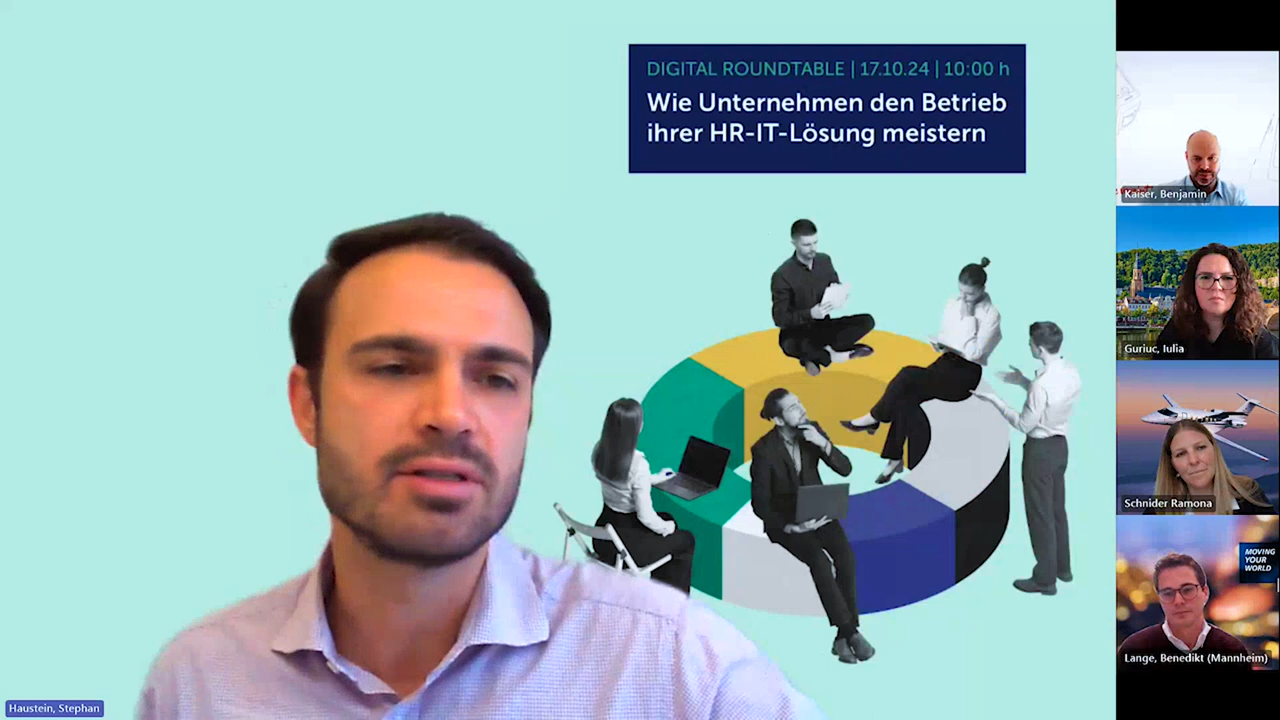 DIGITAL ROUNDTABLE | 17.10.24 | 10:00 h
Wie Unternehmen den Betrieb
ihrer HR-IT-Lösung meistern
Kaiser, Benjamin
Guriuc, Iulia
Schnider Ramona
MOVING
YOUR
WORLD
Lange, Benedikt (Mannheim)
Haustein, Stephan